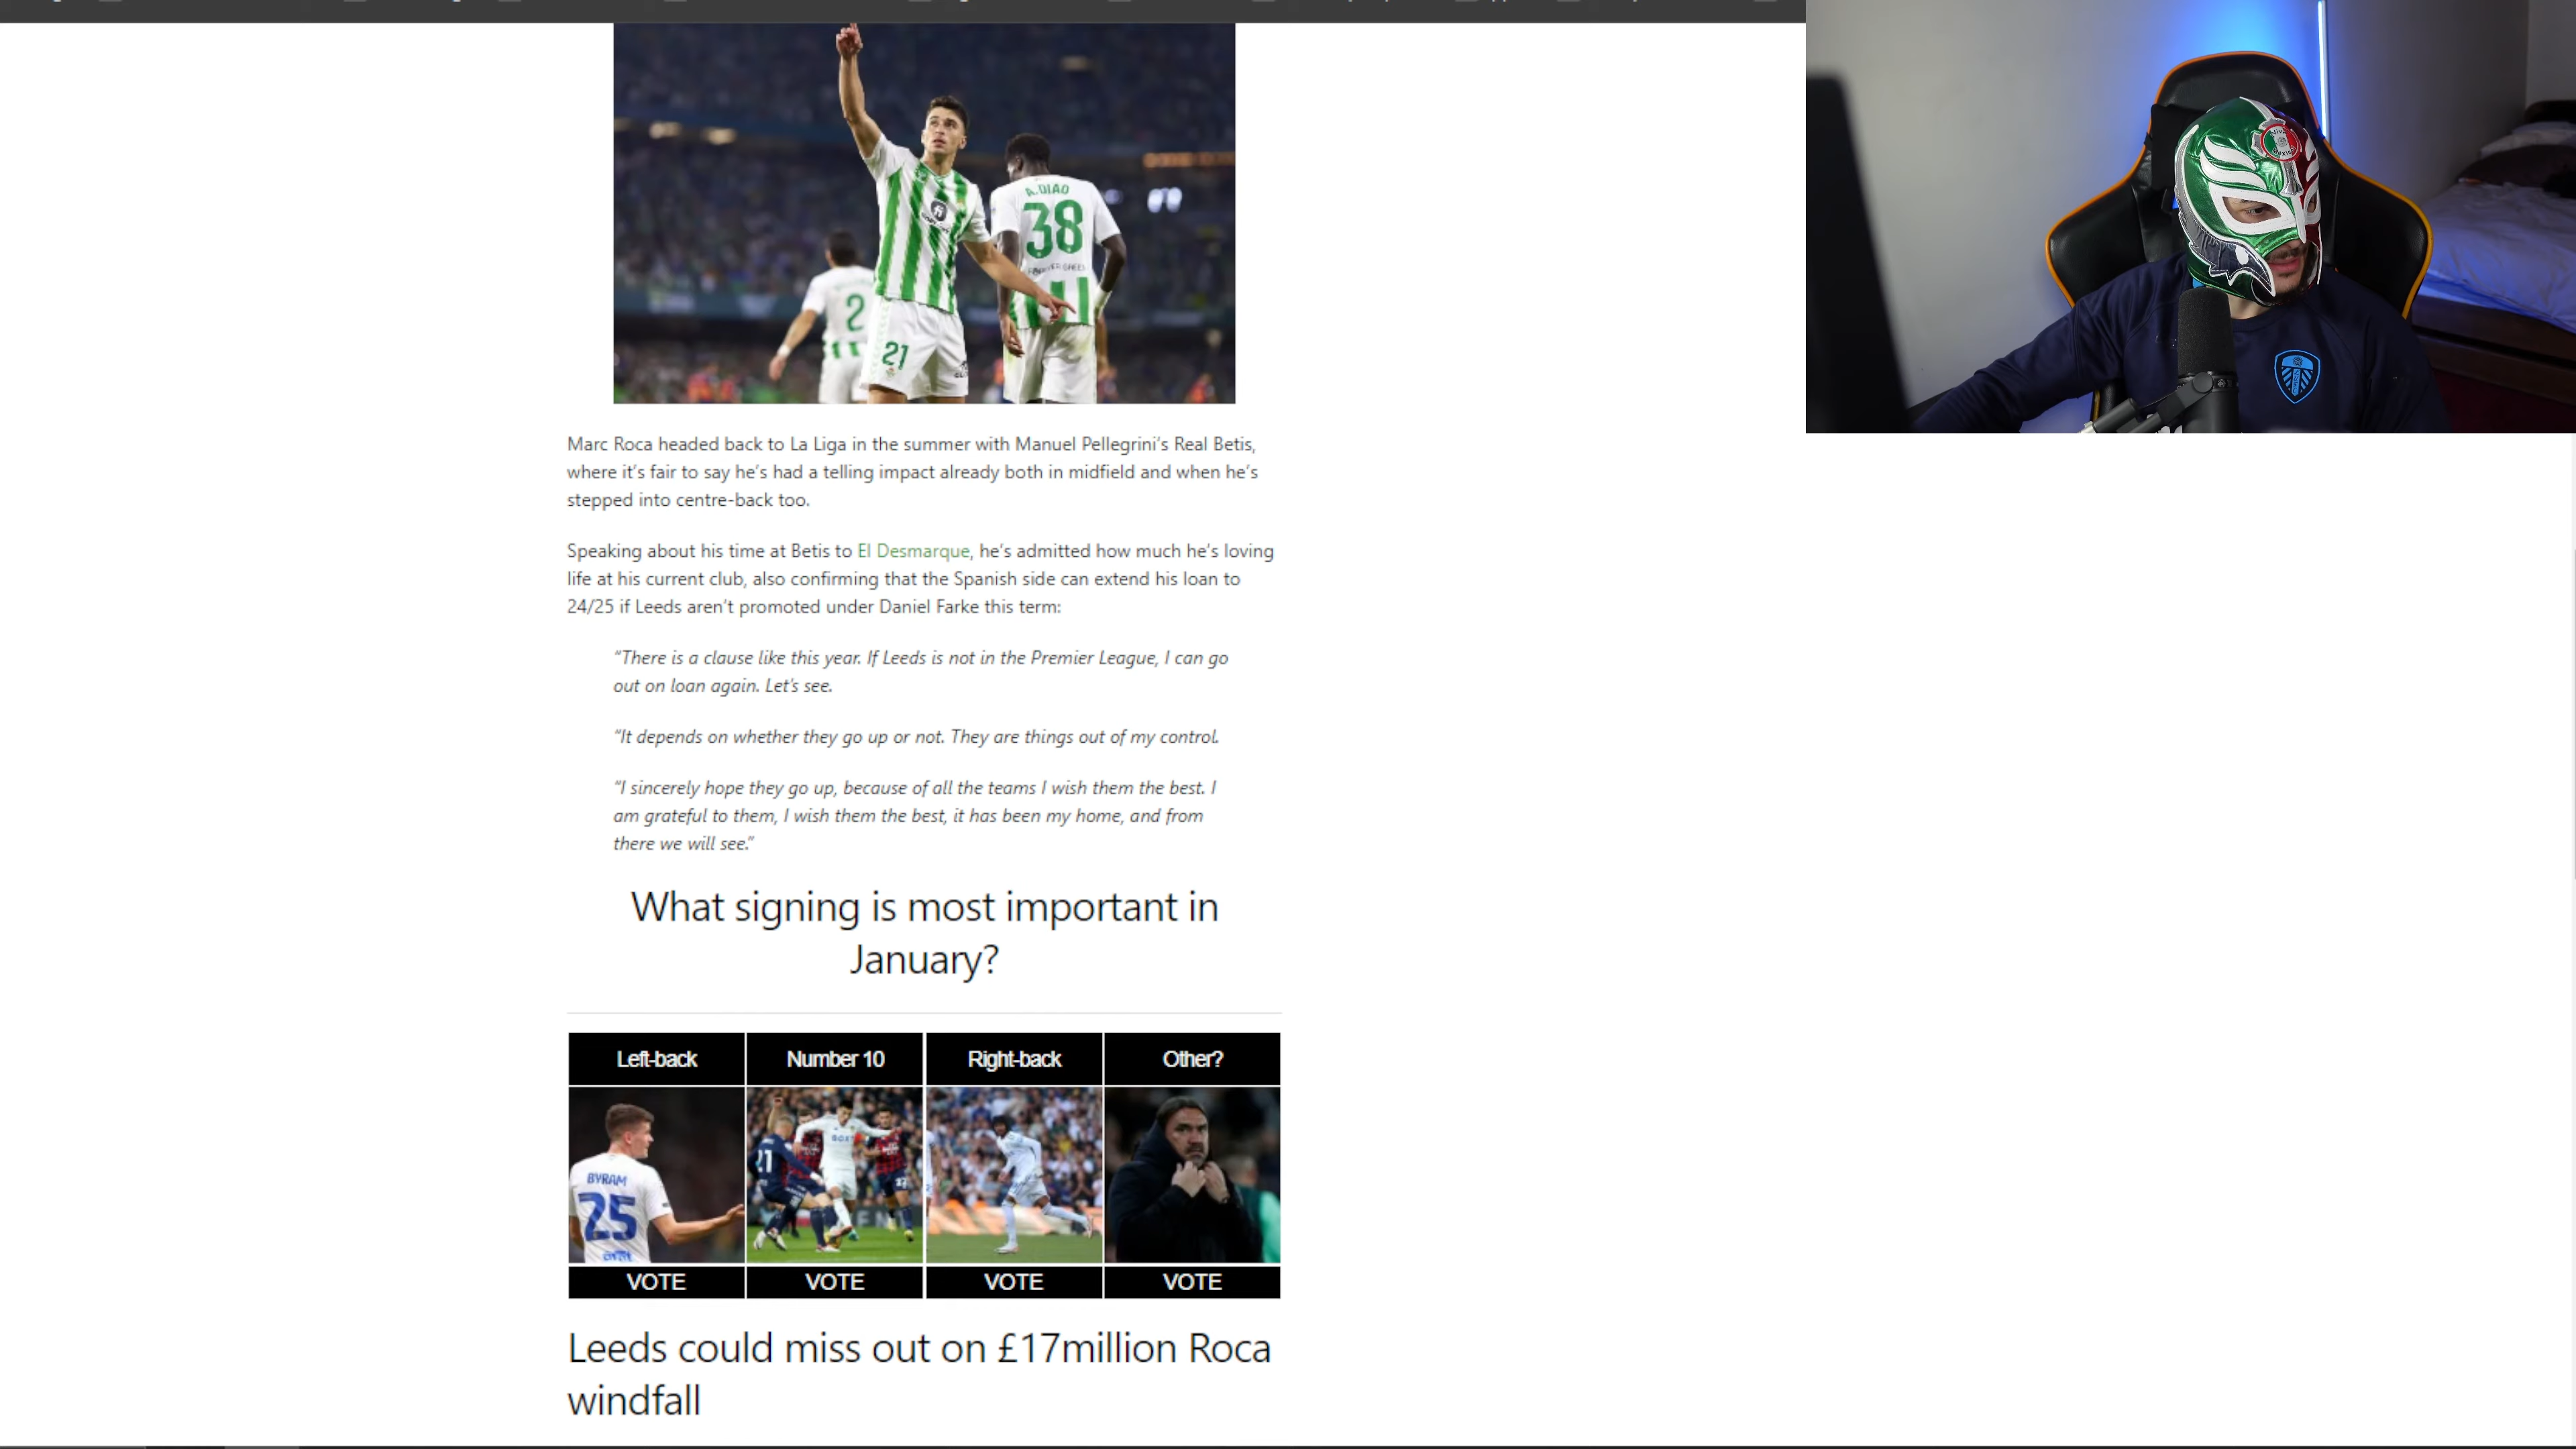 A.DIAO
38
2
21
Viva
Mexico
Marc Roca headed back to La Liga in the summer with Manuel Pellegrini's Real Betis,
where it's fair to say he's had a telling impact already both in midfield and when he's
stepped into centre-back too.
Speaking about his time at Betis to El Desmarque, he's admitted how much he's loving
life at his current club, also confirming that the Spanish side can extend his loan to
24/25 if Leeds aren't promoted under Daniel Farke this term:
“There is a clause like this year. If Leeds is not in the Premier League, I can go
out on loan again. Let's see.
“It depends on whether they go up or not. They are things out of my control.
“I sincerely hope they go up, because of all the teams I wish them the best. I
am grateful to them, I wish them the best, it has been my home, and from
there we will see.”
What signing is most important in
January?
Left-back
Number 10
Right-back
Other?
BYRAM
25
21
VOTE
VOTE
VOTE
VOTE
Leeds could miss out on £17million Roca
windfall